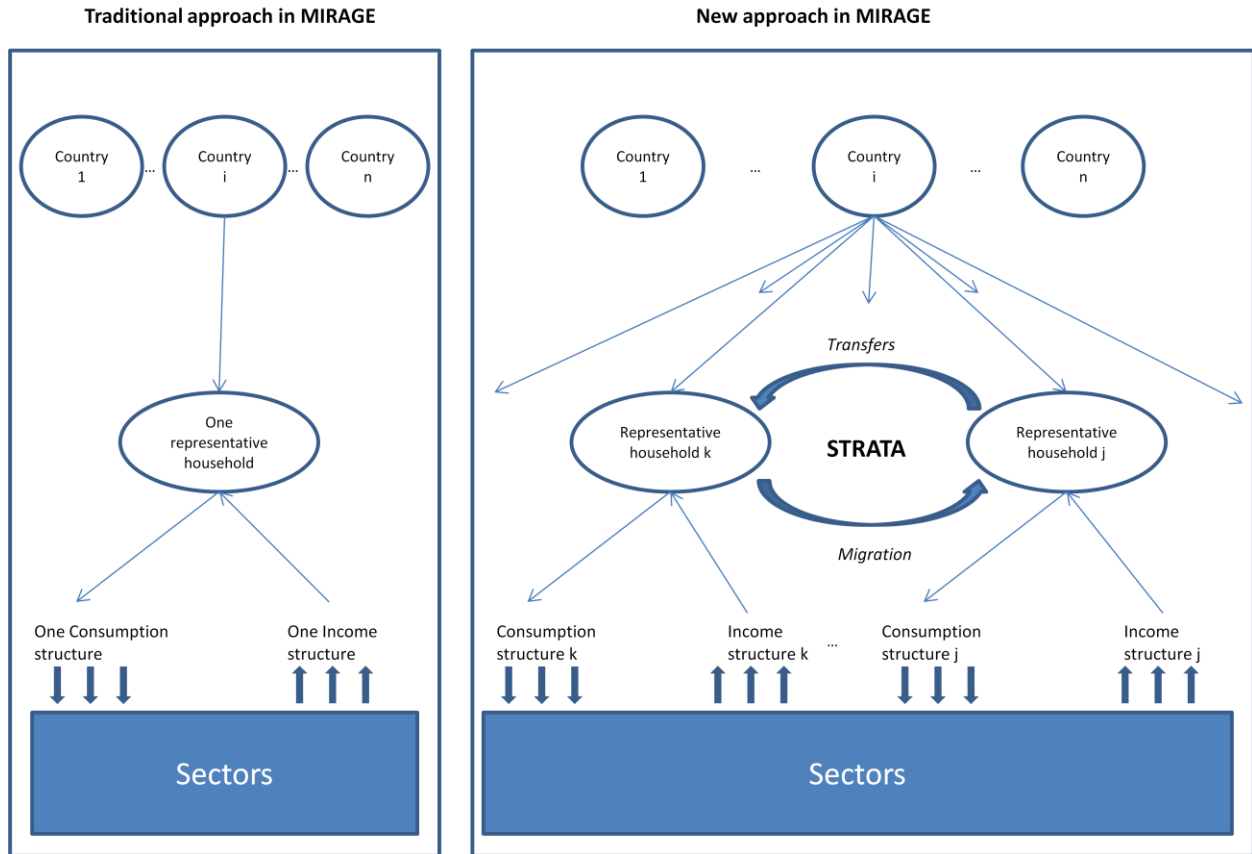 Traditional approach in MIRAGE
Country
1
...
Country
i
...
Country
n
One
representative
household
One Consumption
structure
One Income
structure
Sectors
New approach in MIRAGE
Country
1
...
Country
i
...
Country
n
Transfers
Representative
household k
STRATA
Representative
household j
Migration
Consumption
structure k
Income
structure k
...
Consumption
structure j
Income
structure j
Sectors